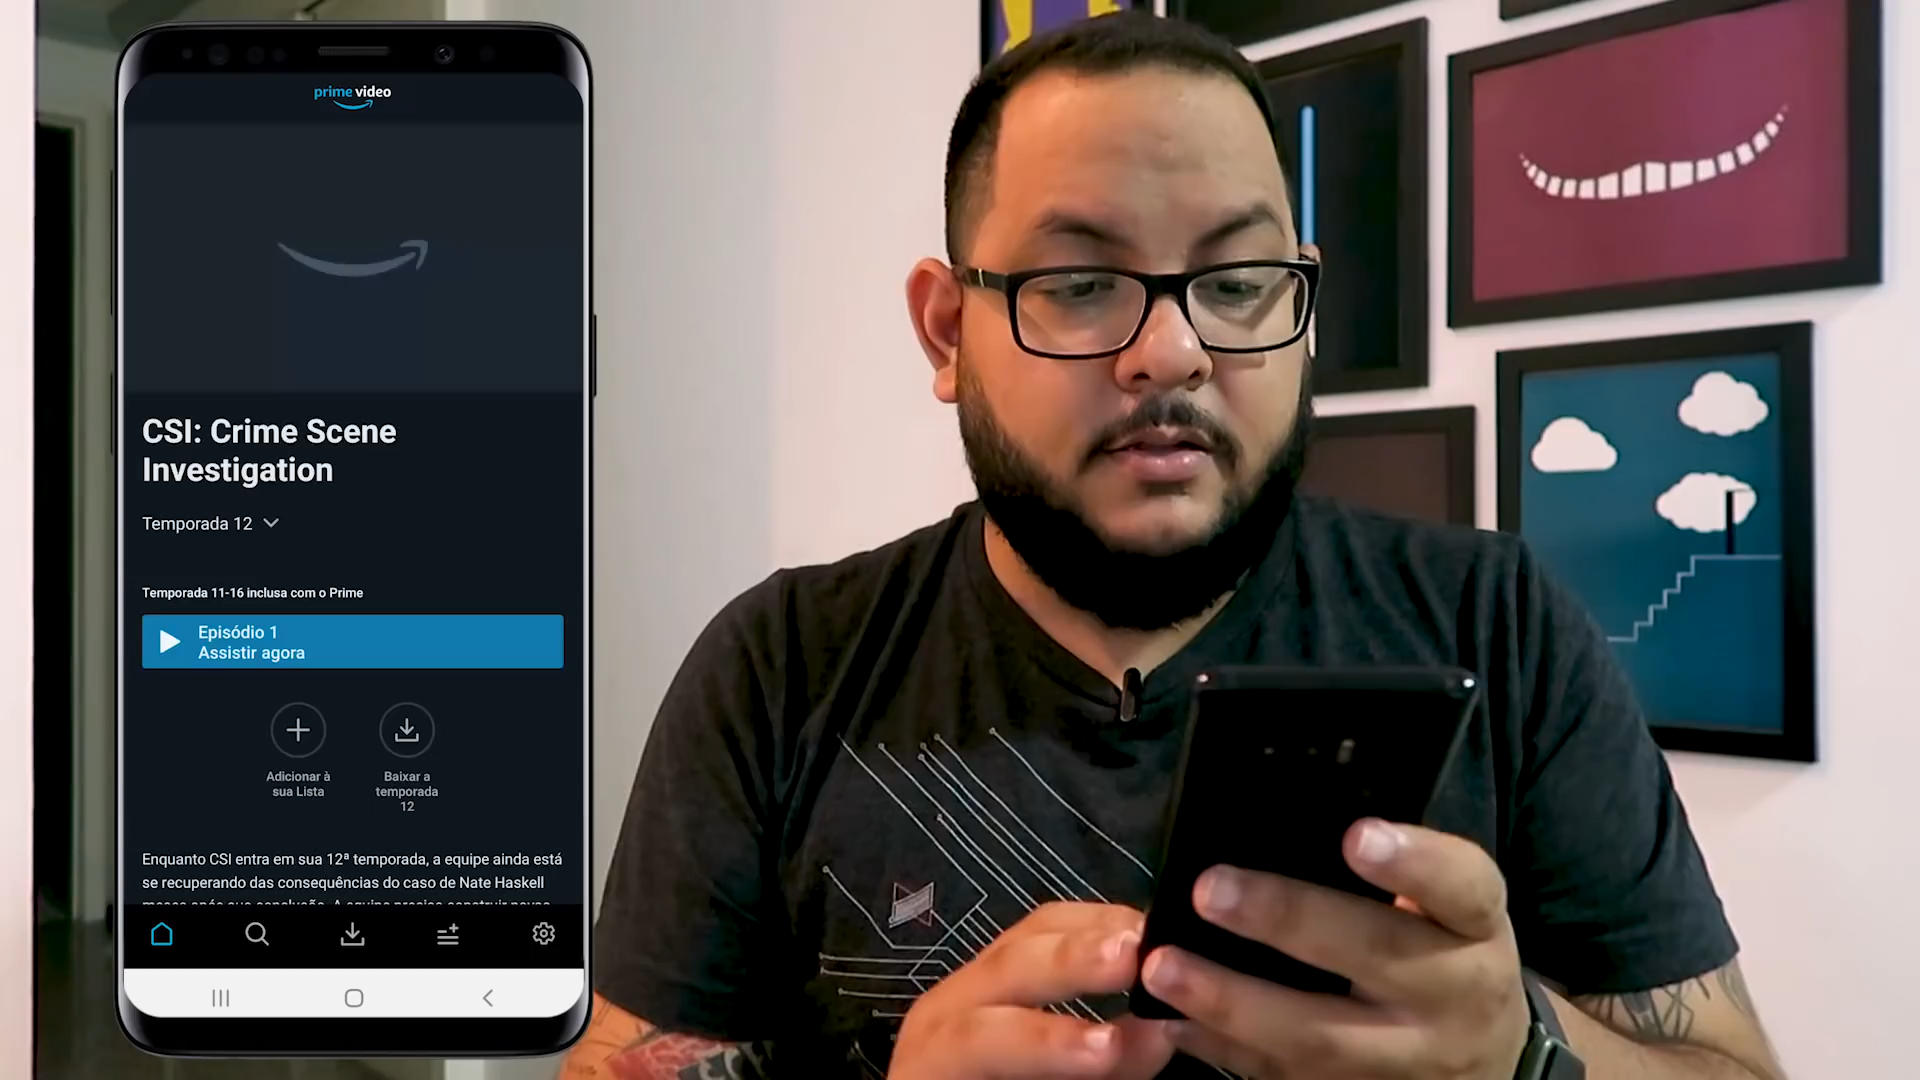 prime video
CSI: Crime Scene
Investigation
Temporada 12
Temporada 11-16 inclusa com o Prime
Episódio 1
Assistir agora
Adicionar à
sua Lista
Baixar a
temporada
12
Enquanto CSI entra em sua 12ª temporada, a equipe ainda está
se recuperando das consequências do caso de Nate Haskell